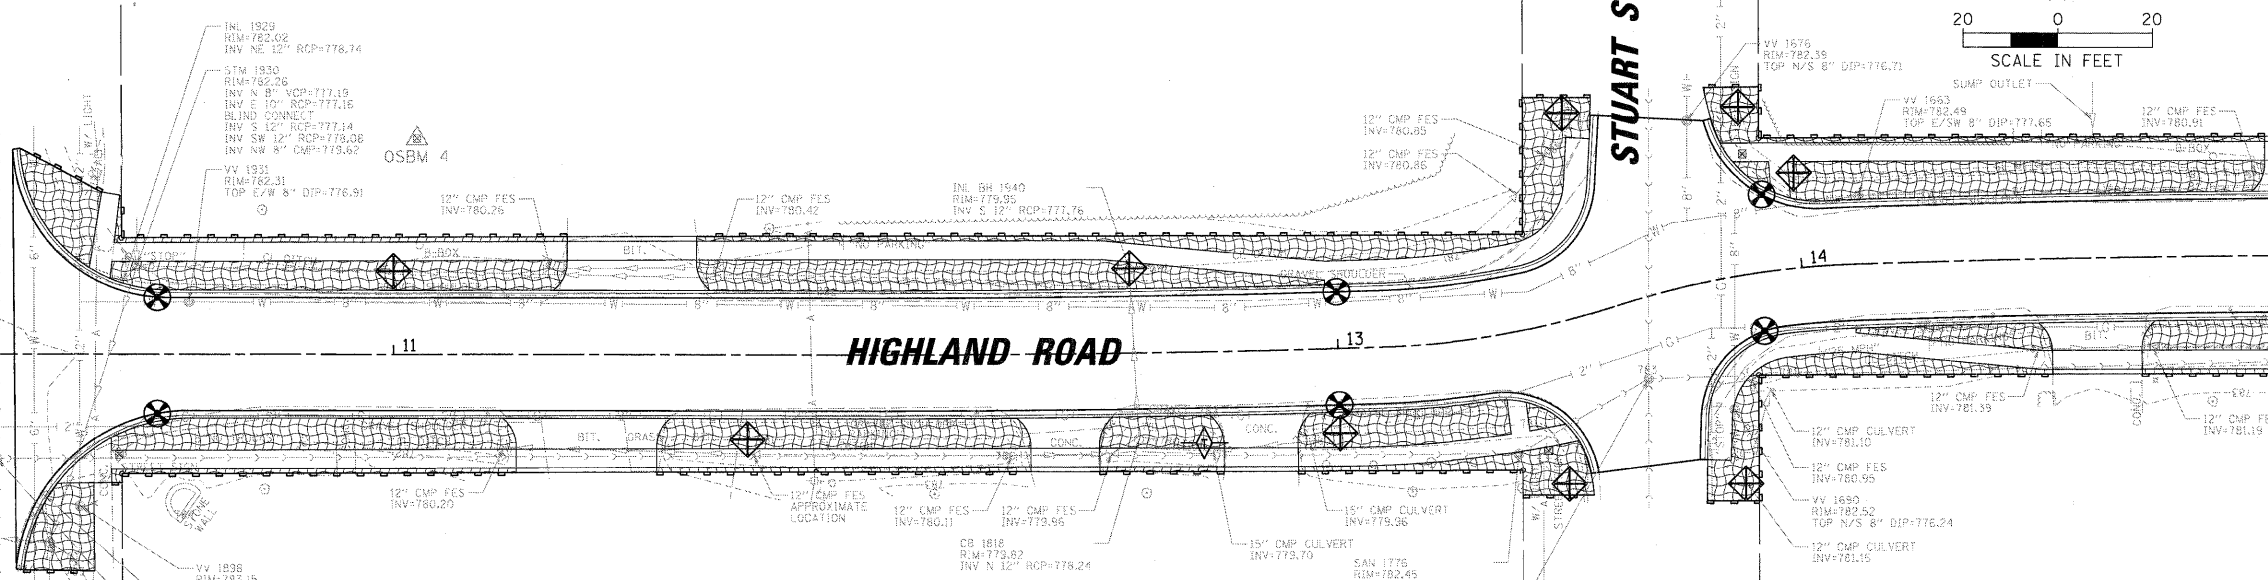 INL 1929
RIM=782.02
INV NE 12" RCP=778.74
STM 1930
RIM=782.26
INV N 8" VCP=777.19
INV E 10" RCP=777.16
BLIND CONNECT
INV S 12" RCP=777.14
INV SW 12" RCP=778.08
INV NW 8" CMP=779.62
VV 1931
RIM=782.31
TOP E/W 8" DIP=776.91
W/ LIGHT
OSBM 4
12" CMP FES
INV=780.26
12" CMP FES
INV=780.42
INL BH 1940
RIM=779.95
INV S 12" RCP=777.76
12" CMP FES
INV=780.85
12" CMP FES
INV=780.86
STUART S
VV 1676
RIM=782.39
TOP N/S 8" DIP=776.71
20 0 20
SCALE IN FEET
SUMP OUTLET
VV 1663
RIM=782.49
TOP E/SW 8" DIP=777.65
12" CMP FES
INV=780.91
"STOP"
DITCH
B-BOX
BIT.
NO PARKING
GRAVEL SHOULDER
NO PARKING
B-BOX
11
HIGHLAND ROAD
13
14
BIT.
GRASS
CONC.
CONC.
BIT.
CONC.
STONE
WALL
12" CMP FES
INV=780.20
12" CMP FES
APPROXIMATE
LOCATION
12" CMP FES
INV=780.11
12" CMP FES
INV=779.96
CB 1818
RIM=779.82
INV N 12" RCP=778.24
15" CMP CULVERT
INV=779.96
15" CMP CULVERT
INV=779.70
SAN 1776
RIM=782.45
12" CMP FES
INV=781.39
12" CMP CULVERT
INV=781.10
12" CMP FES
INV=780.95
VV 1690
RIM=782.52
TOP N/S 8" DIP=776.24
12" CMP CULVERT
INV=781.15
12" CMP FE
INV=781.19
VV 1898